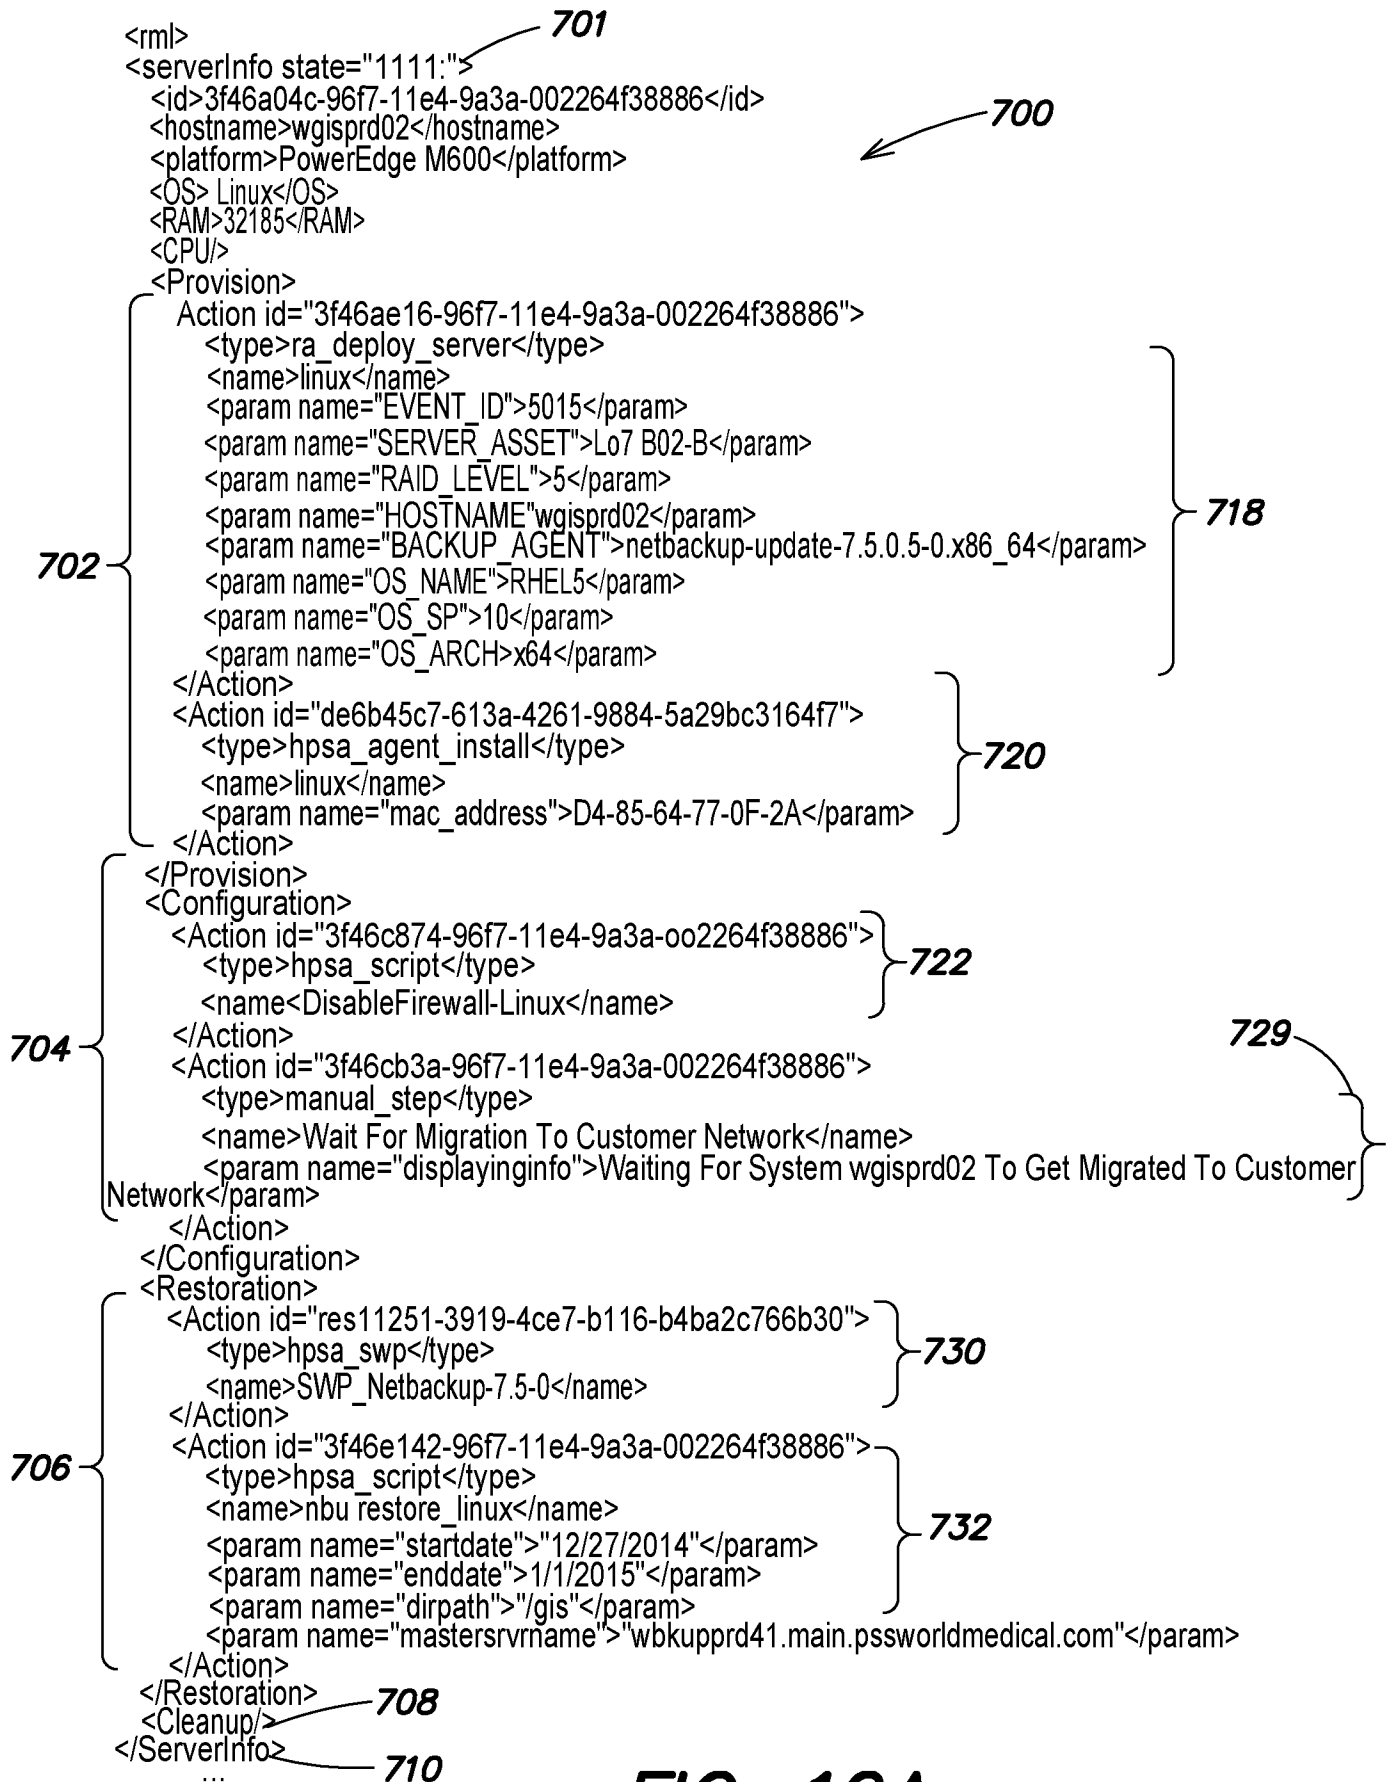 701
<rml>
<serverInfo state="1111:">
<id>3f46a04c-96f7-11e4-9a3a-002264f38886</id>
700
<hostname>wgisprd02</hostname>
<platform>PowerEdge M600</platform>
<OS> Linux</OS>
<RAM>32185</RAM>
<CPU/>
<Provision>
Action id="3f46ae16-96f7-11e4-9a3a-002264f38886">
<type>ra_deploy_server</type>
<name>linux</name>
<param name="EVENT_ID">5015</param>
<param name="SERVER_ASSET">Lo7 B02-B</param>
<param name="RAID_LEVEL">5</param>
<param name="HOSTNAME"wgisprd02</param>
718
<param name="BACKUP_AGENT">netbackup-update-7.5.0.5-0.x86_64</param>
702
<param name="OS_NAME">RHEL5</param>
<param name="OS_SP">10</param>
<param name="OS_ARCH>x64</param>
</Action>
<Action id="de6b45c7-613a-4261-9884-5a29bc3164f7">
<type>hpsa_agent_install</type>
720
<name>linux</name>
<param name="mac_address">D4-85-64-77-0F-2A</param>
</Action>
</Provision>
<Configuration>
<Action id="3f46c874-96f7-11e4-9a3a-oo2264f38886">
<type>hpsa_script</type>
722
<name<DisableFirewall-Linux</name>
</Action>
729
704
<Action id="3f46cb3a-96f7-11e4-9a3a-002264f38886">
<type>manual_step</type>
<name>Wait For Migration To Customer Network</name>
<param name="displayinginfo">Waiting For System wgisprd02 To Get Migrated To Customer
Network</param>
</Action>
</Configuration>
<Restoration>
<Action id="res11251-3919-4ce7-b116-b4ba2c766b30">
<type>hpsa_swp</type>
730
<name>SWP_Netbackup-7.5-0</name>
</Action>
<Action id="3f46e142-96f7-11e4-9a3a-002264f38886">
706
<type>hpsa_script</type>
<name>nbu restore_linux</name>
732
<param name="startdate">"12/27/2014"</param>
<param name="enddate">1/1/2015"</param>
<param name="dirpath">"/gis"</param>
<param name="mastersrvrname">"wbkupprd41.main.pssworldmedical.com"</param>
</Action>
</Restoration>
708
<Cleanup/>
</ServerInfo>
710
...